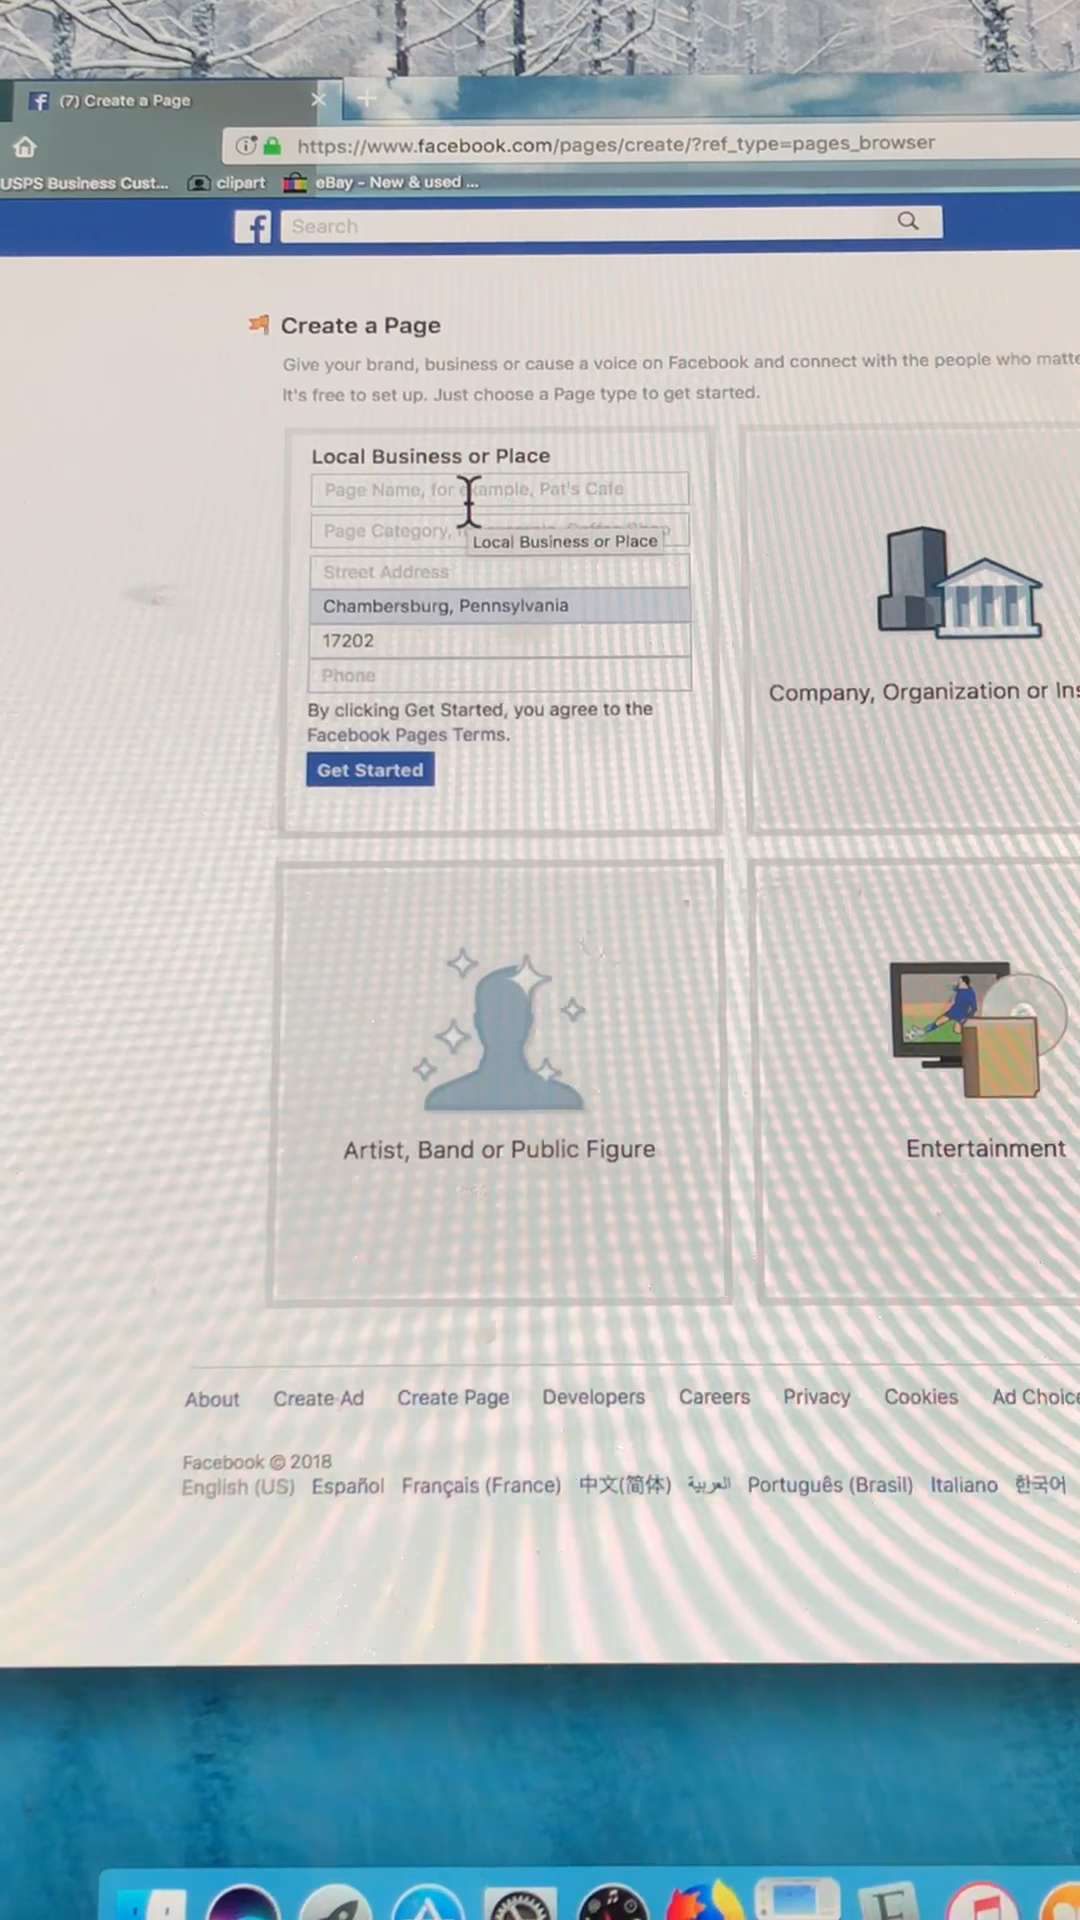 (7) Create a Page
https://www.facebook.com/pages/create/?ref_type=pages_browser
USPS Business Cust... clipart eBay - New & used ...
f Search
Create a Page
Give your brand, business or cause a voice on Facebook and connect with the people who matte
It's free to set up. Just choose a Page type to get started.
Local Business or Place
Page Name, for example, Pat's Cafe
Page Category,
Local Business or Place
Street Address
Chambersburg, Pennsylvania
17202
Phone
By clicking Get Started, you agree to the
Facebook Pages Terms.
Get Started
Company, Organization or Ins
Artist, Band or Public Figure
Entertainment
About Create Ad Create Page Developers Careers Privacy Cookies Ad Choice
Facebook © 2018
English (US) Español Français (France) 中文(简体) العربية Português (Brasil) Italiano 한국어